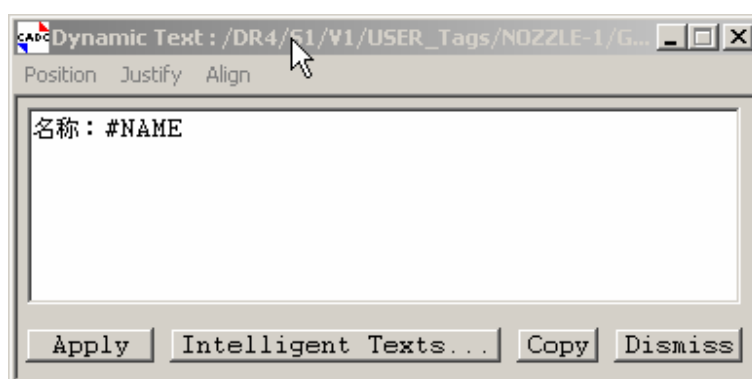 CADC Dynamic Text : /DR4/S1/V1/USER_Tags/NOZZLE-1/G...
Position Justify Align
名称：#NAME
Apply Intelligent Texts... Copy Dismiss